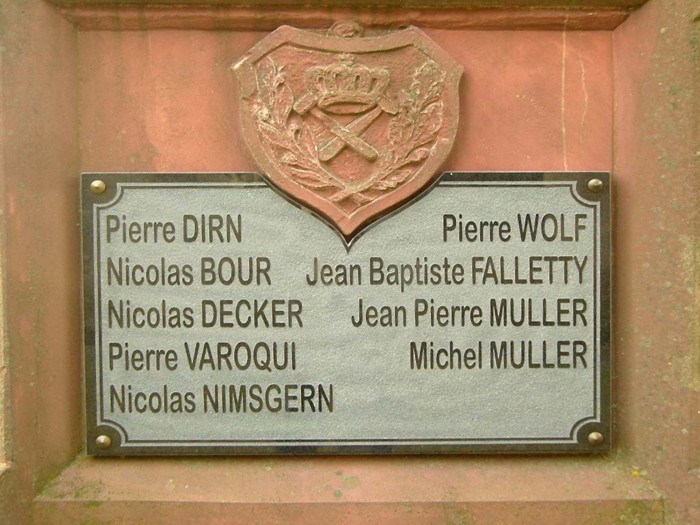 Pierre DIRN
Nicolas BOUR
Nicolas DECKER
Pierre VAROQUI
Nicolas NIMSGERN
Pierre WOLF
Jean Baptiste FALLETTY
Jean Pierre MULLER
Michel MULLER